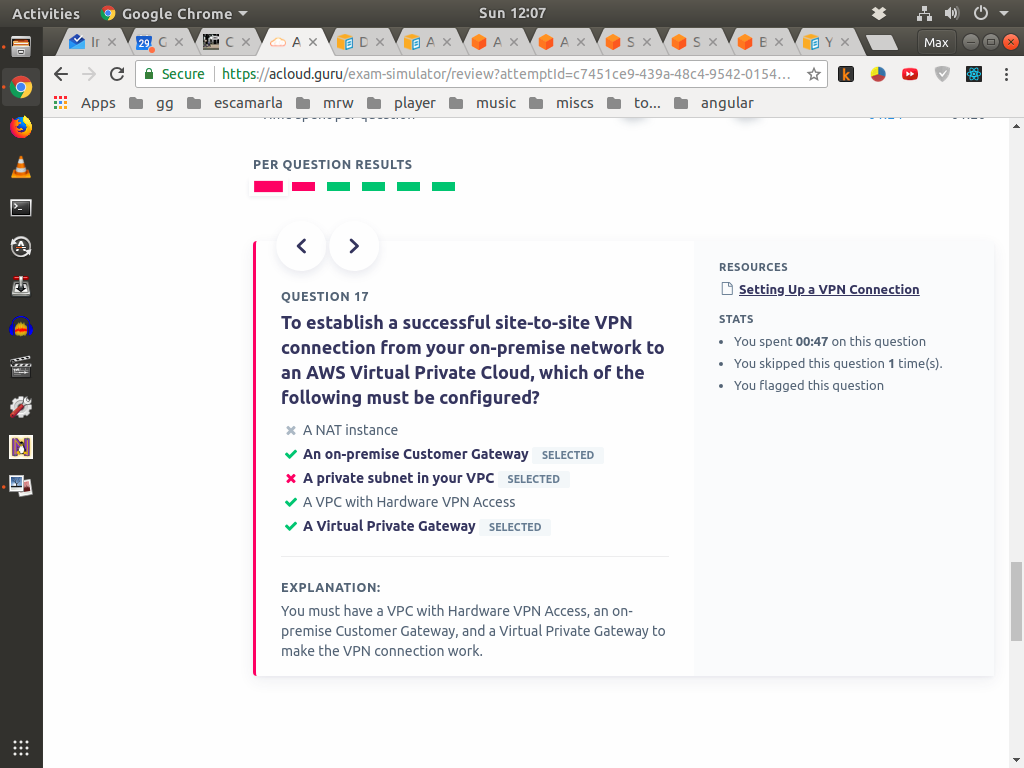 Activities Google Chrome Sun 12:07
Ir 29 C C A D A A A S S B Y Max
Secure https://acloud.guru/exam-simulator/review?attemptId=c7451ce9-439a-48c4-9542-0154...
Apps gg escamarla mrw player music miscs to... angular
Time spent per question
PER QUESTION RESULTS
QUESTION 17
To establish a successful site-to-site VPN
connection from your on-premise network to
an AWS Virtual Private Cloud, which of the
following must be configured?
A NAT instance
An on-premise Customer Gateway SELECTED
A private subnet in your VPC SELECTED
A VPC with Hardware VPN Access
A Virtual Private Gateway SELECTED
EXPLANATION:
You must have a VPC with Hardware VPN Access, an on-
premise Customer Gateway, and a Virtual Private Gateway to
make the VPN connection work.
RESOURCES
Setting Up a VPN Connection
STATS
You spent 00:47 on this question
You skipped this question 1 time(s).
You flagged this question